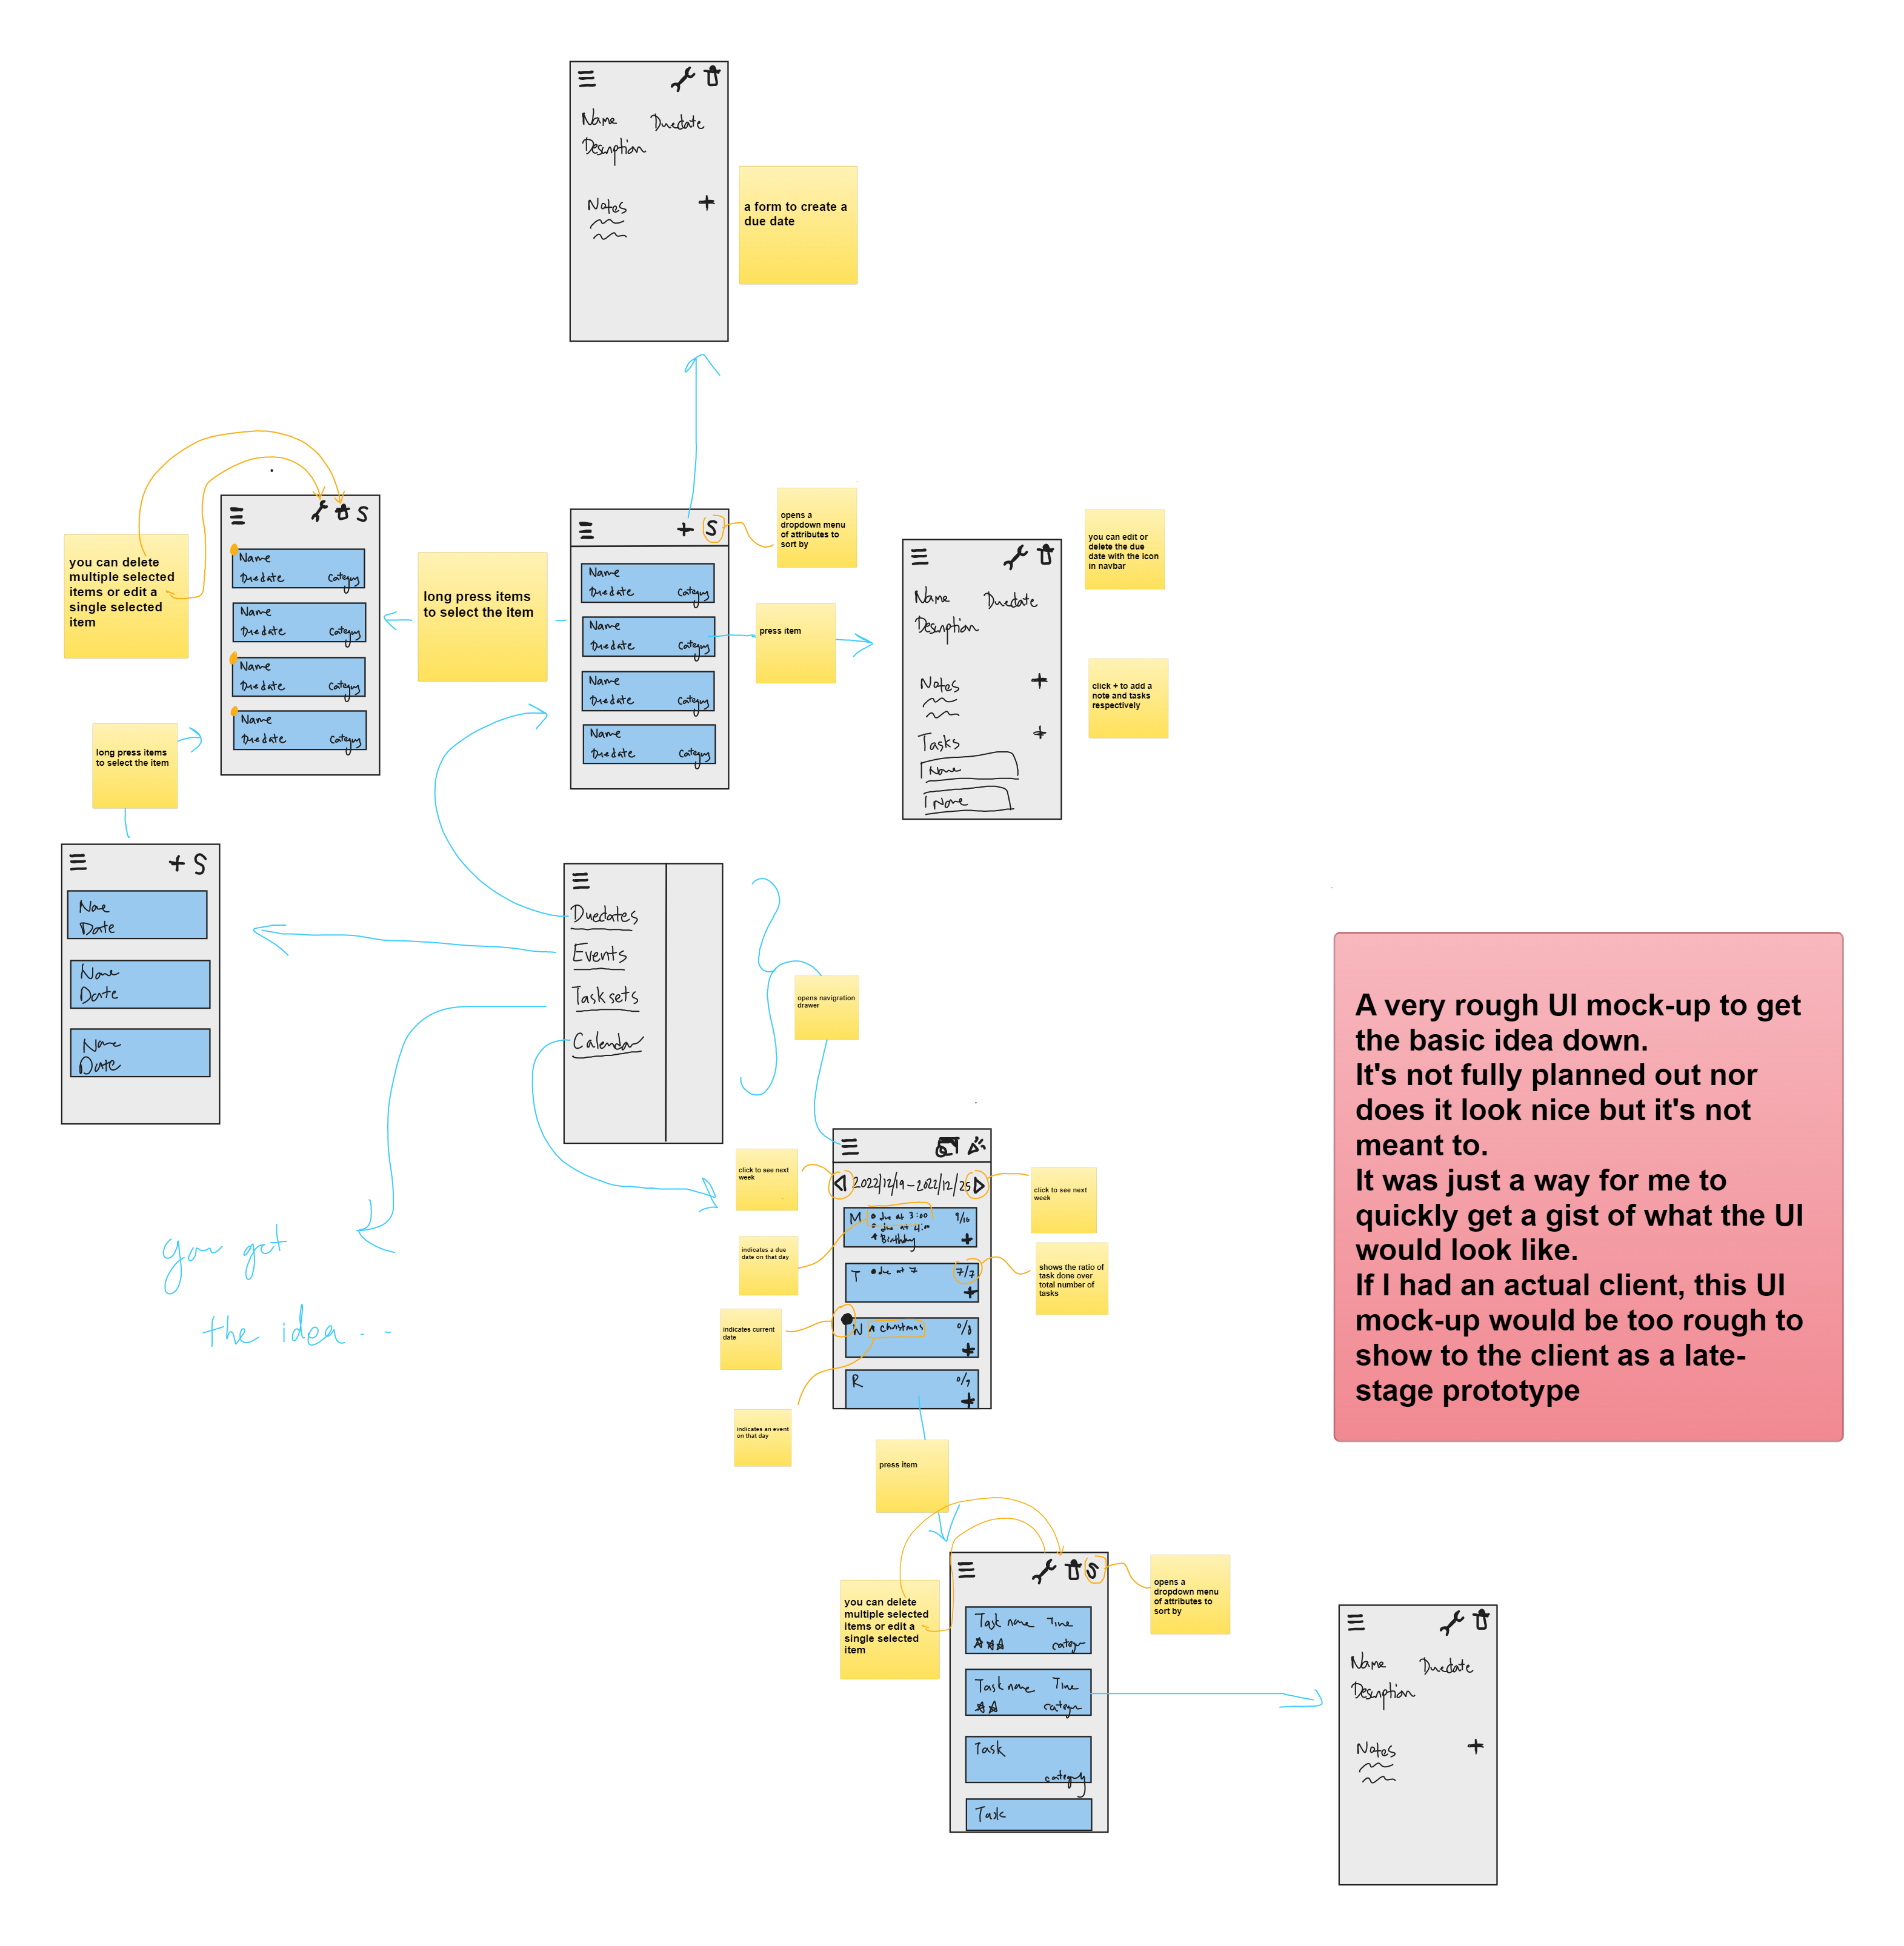 Name Duedate
Description
Notes
a form to create a
due date
you can delete
multiple selected
items or edit a
single selected
item
S
Name
Duedate Category
Name
Duedate Category
Name
Duedate Category
Name
Duedate Category
long press items
to select the item
S
Name
Duedate Category
Name
Duedate Category
Name
Duedate Category
Name
Duedate Category
opens a
dropdown menu
of attributes to
sort by
press item
Name Duedate
Description
Notes
Tasks
Name
Name
you can edit or
delete the due
date with the icon
in navbar
click + to add a
note and tasks
respectively
long press items
to select the item
+ S
Name
Date
Name
Date
Name
Date
Duedates
Events
Task sets
Calendar
opens navigration
drawer
you get
the idea...
click to see next
week
2022/12/19-2022/12/25
click to see next
week
M due at 3:00 9/10
due at 4:00
Birthday
+
T due at 7 7/7
+
W christmas 0/8
+
R 0/9
+
indicates a due
date on that day
shows the ratio of
task done over
total number of
tasks
indicates current
date
indicates an event
on that day
press item
you can delete
multiple selected
items or edit a
single selected
item
S
Task name Time
category
Task name Time
category
Task
category
Task
opens a
dropdown menu
of attributes to
sort by
Name Duedate
Description
Notes +
A very rough UI mock-up to get
the basic idea down.
It's not fully planned out nor
does it look nice but it's not
meant to.
It was just a way for me to
quickly get a gist of what the UI
would look like.
If I had an actual client, this UI
mock-up would be too rough to
show to the client as a late-
stage prototype